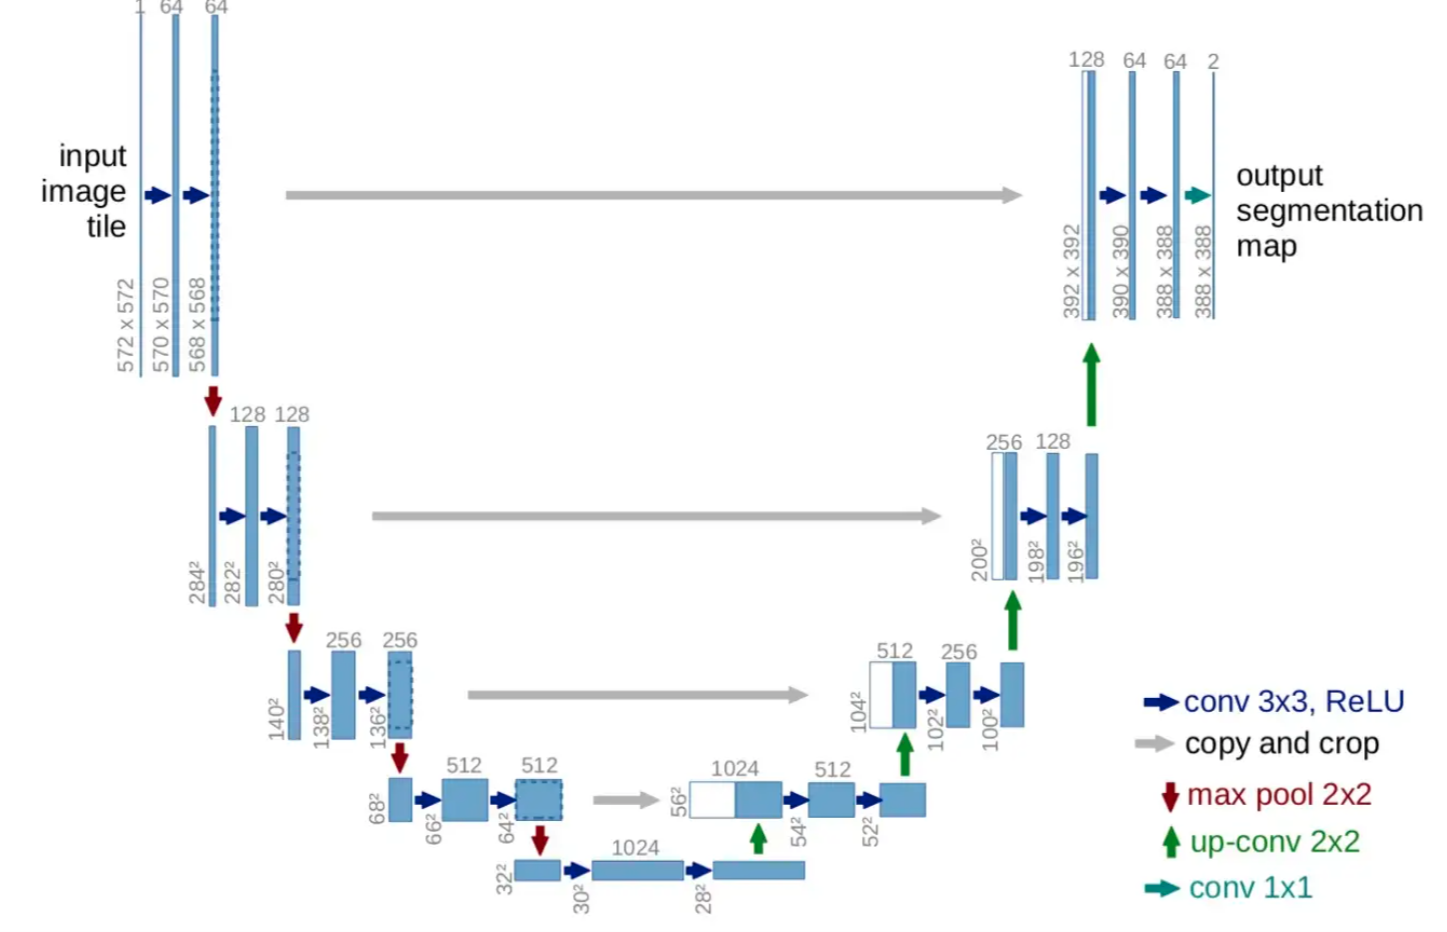 1 64 64
input
image
tile
572 x 572
570 x 570
568 x 568
128 64 64 2
392 x 392
390 x 390
388 x 388
388 x 388
output
segmentation
map
128 128
284²
282²
280²
256 128
200²
198²
196²
256 256
140²
138²
136²
512 256
104²
102²
100²
512 512
68²
66²
64²
1024 512
56²
54²
52²
1024
32²
30²
28²
conv 3x3, ReLU
copy and crop
max pool 2x2
up-conv 2x2
conv 1x1